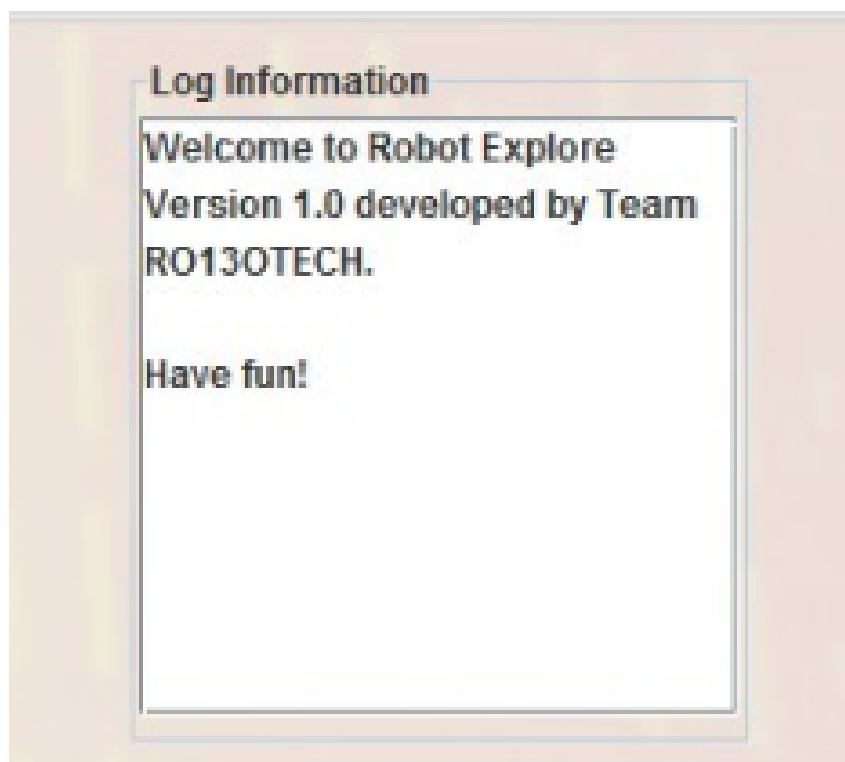 Log Information
Welcome to Robot Explore
Version 1.0 developed by Team
RO13OTECH.
Have fun!